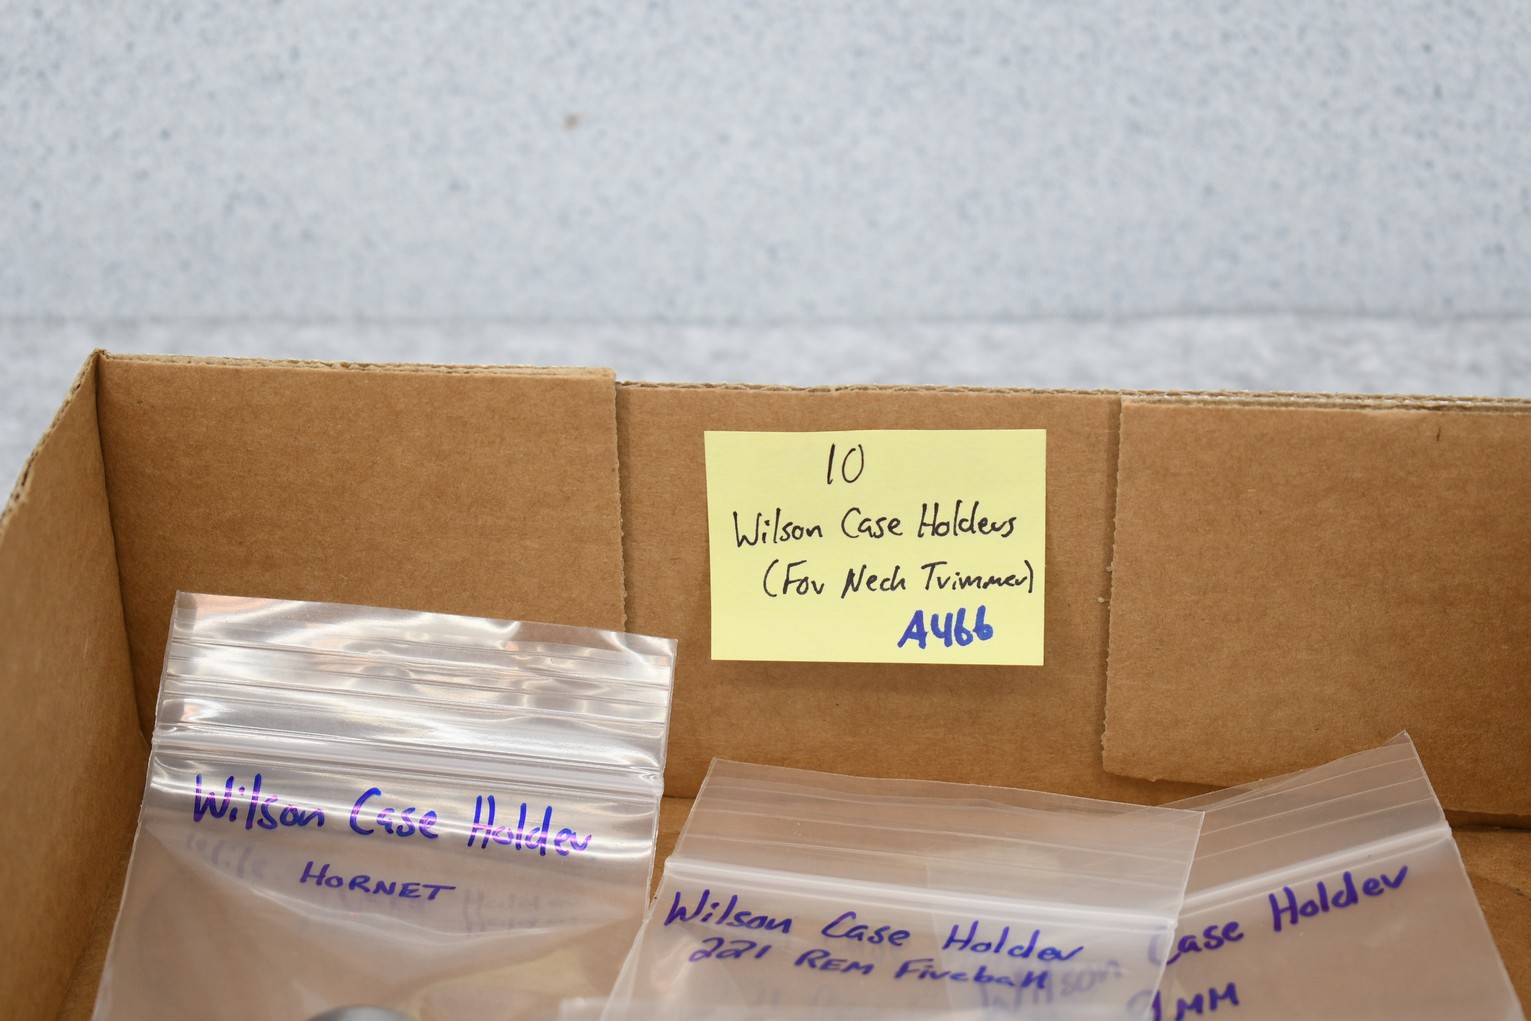 10
Wilson Case Holders
(For Neck Trimmer)
A466
Wilson Case Holder
HORNET
Wilson Case Holder
221 REM Fireball
Case Holder
MM